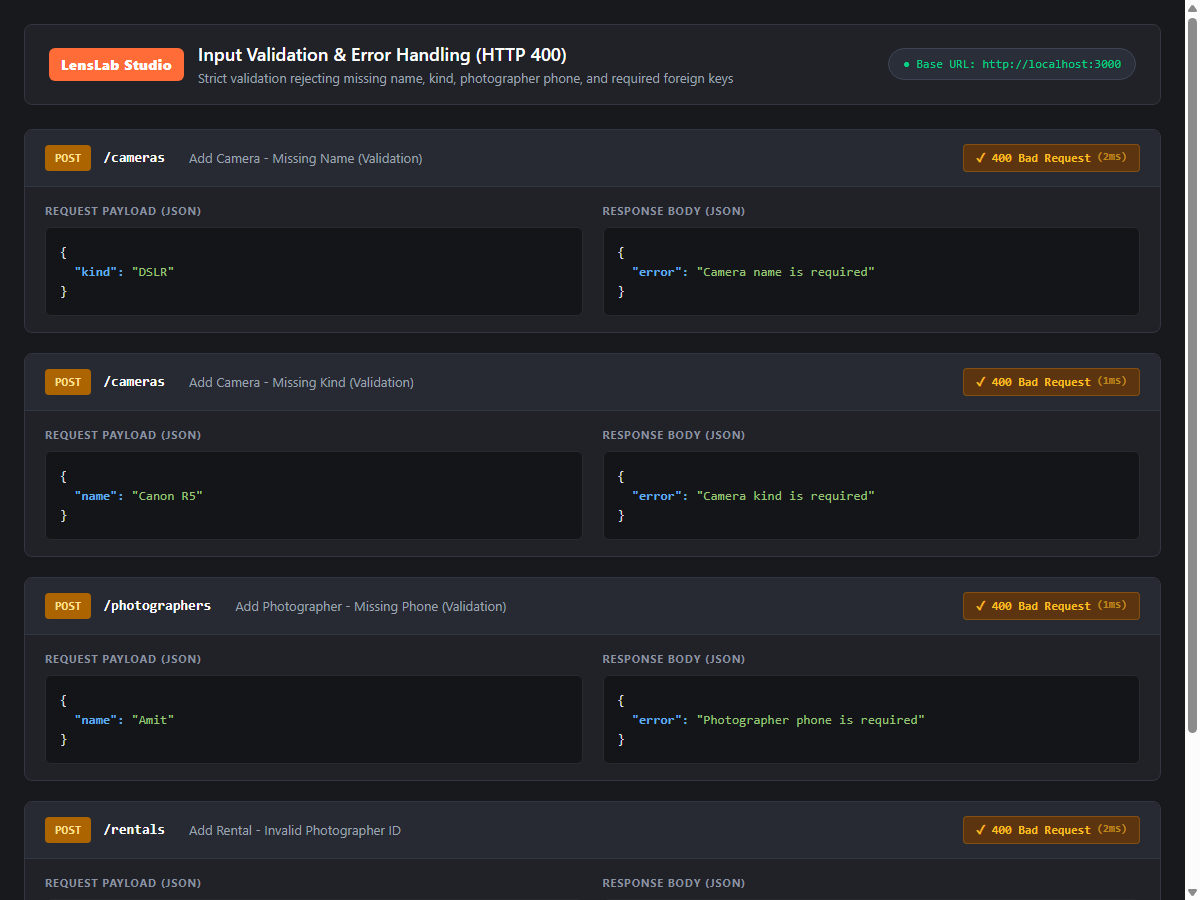 LensLab Studio
Input Validation & Error Handling (HTTP 400)
Strict validation rejecting missing name, kind, photographer phone, and required foreign keys
● Base URL: http://localhost:3000
POST /cameras Add Camera - Missing Name (Validation) ✓ 400 Bad Request (2ms)
REQUEST PAYLOAD (JSON)
{
"kind": "DSLR"
}
RESPONSE BODY (JSON)
{
"error": "Camera name is required"
}
POST /cameras Add Camera - Missing Kind (Validation) ✓ 400 Bad Request (1ms)
REQUEST PAYLOAD (JSON)
{
"name": "Canon R5"
}
RESPONSE BODY (JSON)
{
"error": "Camera kind is required"
}
POST /photographers Add Photographer - Missing Phone (Validation) ✓ 400 Bad Request (1ms)
REQUEST PAYLOAD (JSON)
{
"name": "Amit"
}
RESPONSE BODY (JSON)
{
"error": "Photographer phone is required"
}
POST /rentals Add Rental - Invalid Photographer ID ✓ 400 Bad Request (2ms)
REQUEST PAYLOAD (JSON)
RESPONSE BODY (JSON)